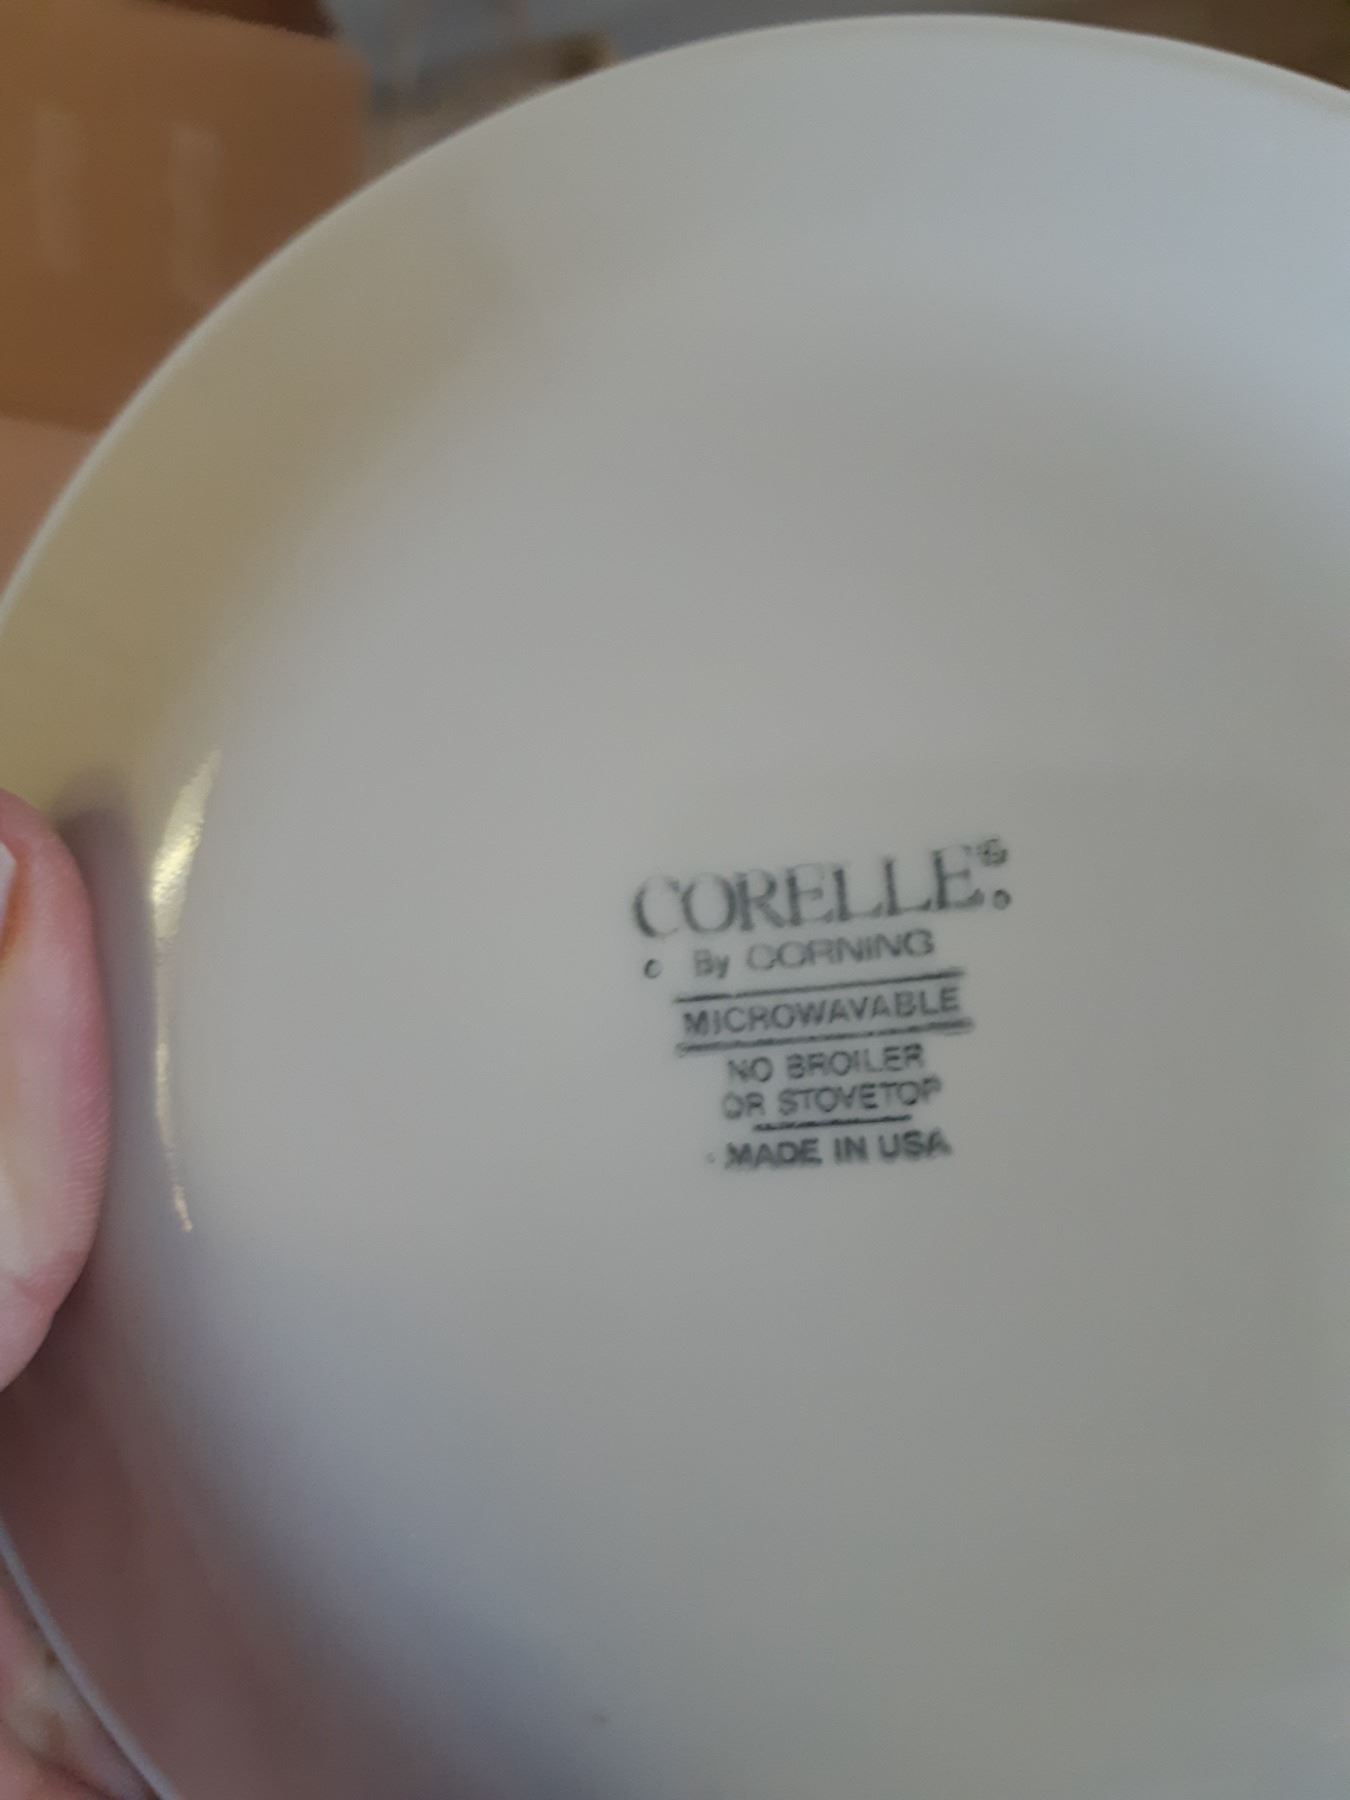 CORELLE®
By CORNING
MICROWAVABLE
NO BROILER
OR STOVETOP
MADE IN USA